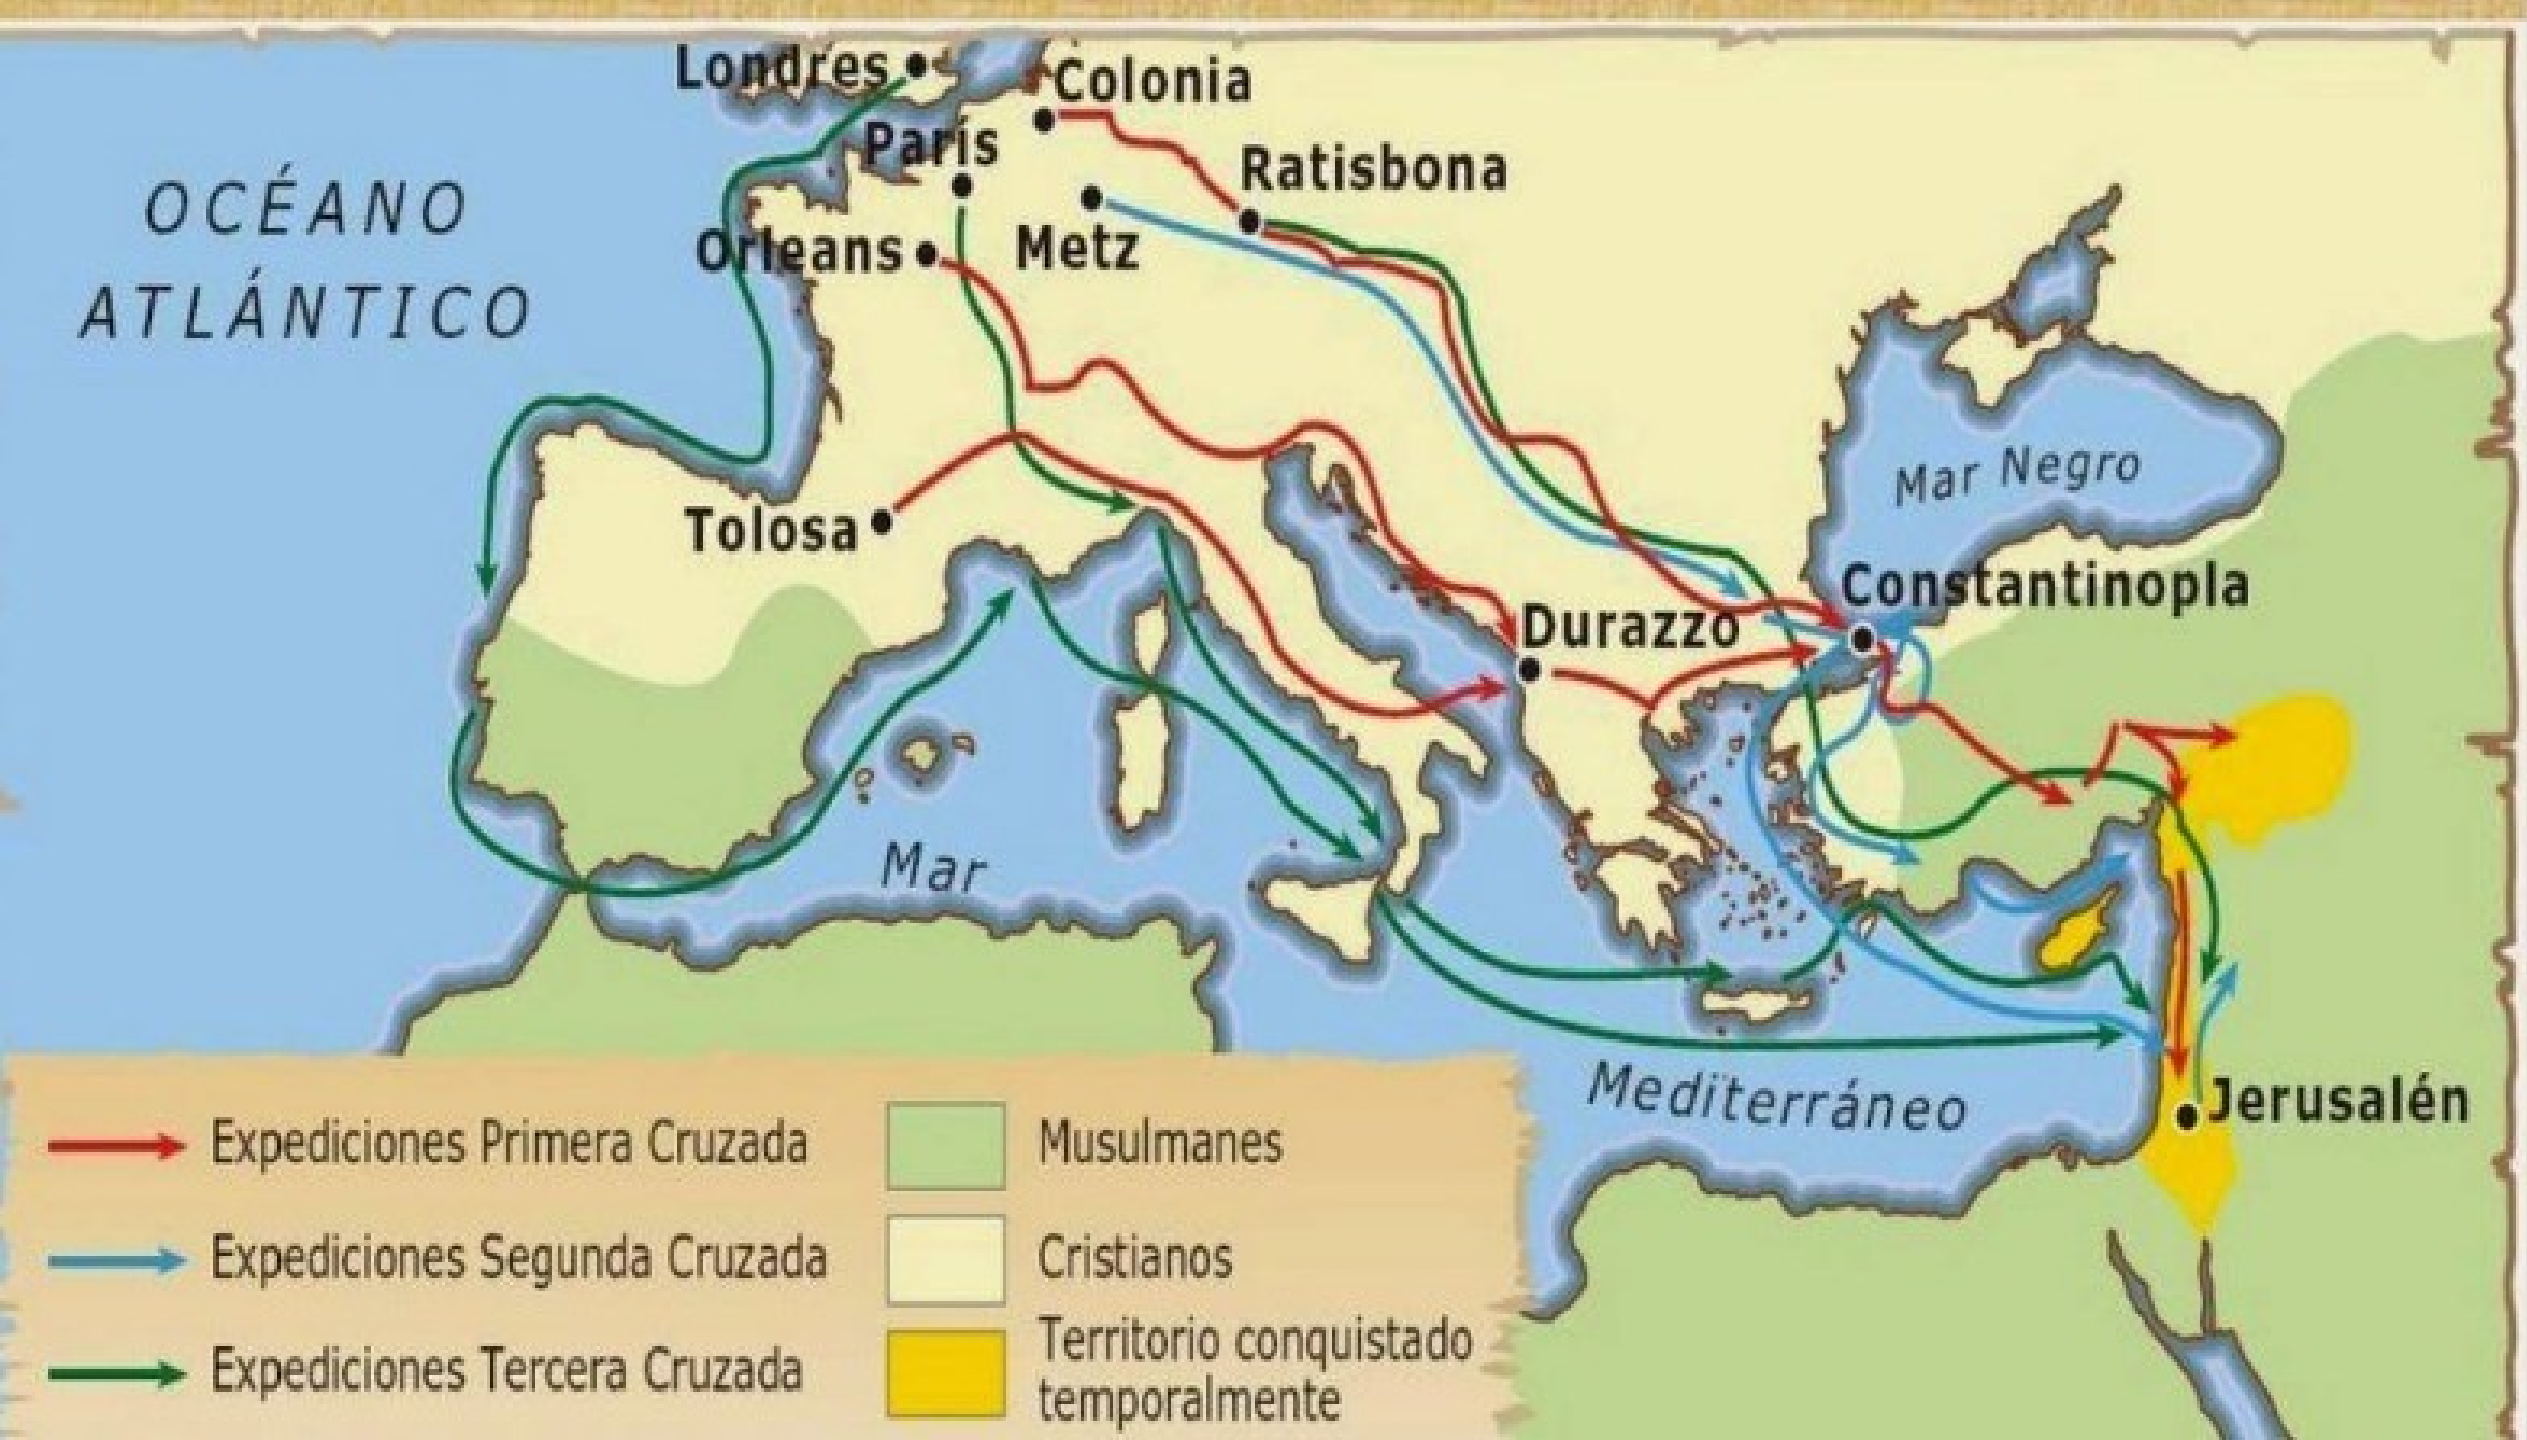 Londres
Colonia
París
Ratisbona
OCÉANO
ATLÁNTICO
Orleans
Metz
Mar Negro
Tolosa
Constantinopla
Durazzo
Mar
Mediterráneo
Jerusalén
Expediciones Primera Cruzada
Expediciones Segunda Cruzada
Expediciones Tercera Cruzada
Musulmanes
Cristianos
Territorio conquistado
temporalmente